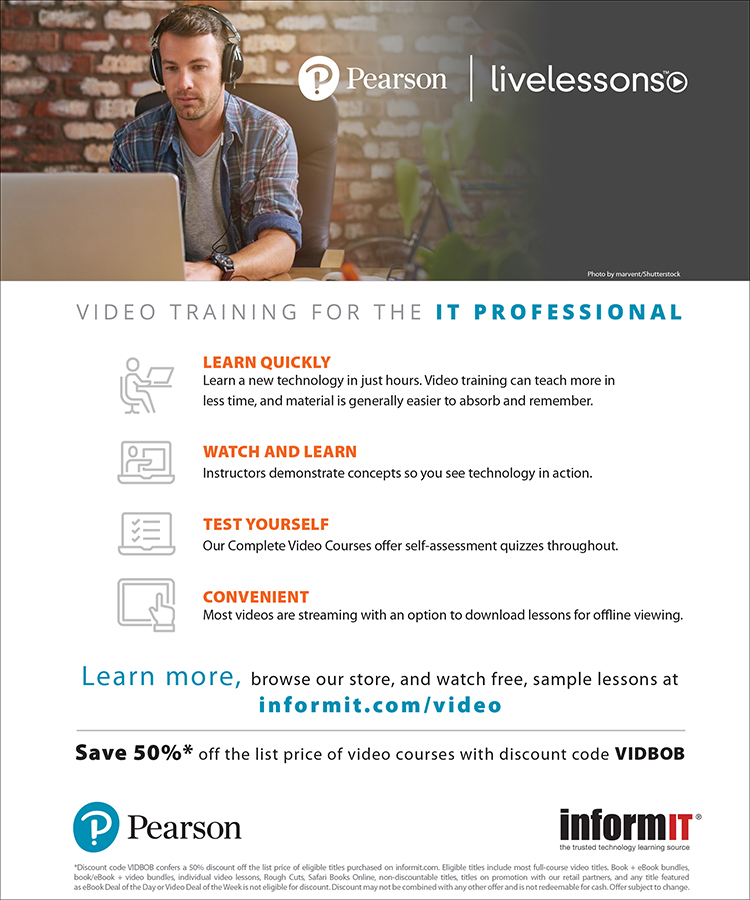 Pearson | livelessons™
Photo by marvent/Shutterstock
VIDEO TRAINING FOR THE IT PROFESSIONAL
LEARN QUICKLY
Learn a new technology in just hours. Video training can teach more in
less time, and material is generally easier to absorb and remember.
WATCH AND LEARN
Instructors demonstrate concepts so you see technology in action.
TEST YOURSELF
Our Complete Video Courses offer self-assessment quizzes throughout.
CONVENIENT
Most videos are streaming with an option to download lessons for offline viewing.
Learn more, browse our store, and watch free, sample lessons at
informit.com/video
Save 50%* off the list price of video courses with discount code VIDBOB
Pearson
informIT®
the trusted technology learning source
*Discount code VIDBOB confers a 50% discount off the list price of eligible titles purchased on informit.com. Eligible titles include most full-course video titles. Book + eBook bundles,
book/eBook + video bundles, individual video lessons, Rough Cuts, Safari Books Online, non-discountable titles, titles on promotion with our retail partners, and any title featured
as eBook Deal of the Day or Video Deal of the Week is not eligible for discount. Discount may not be combined with any other offer and is not redeemable for cash. Offer subject to change.